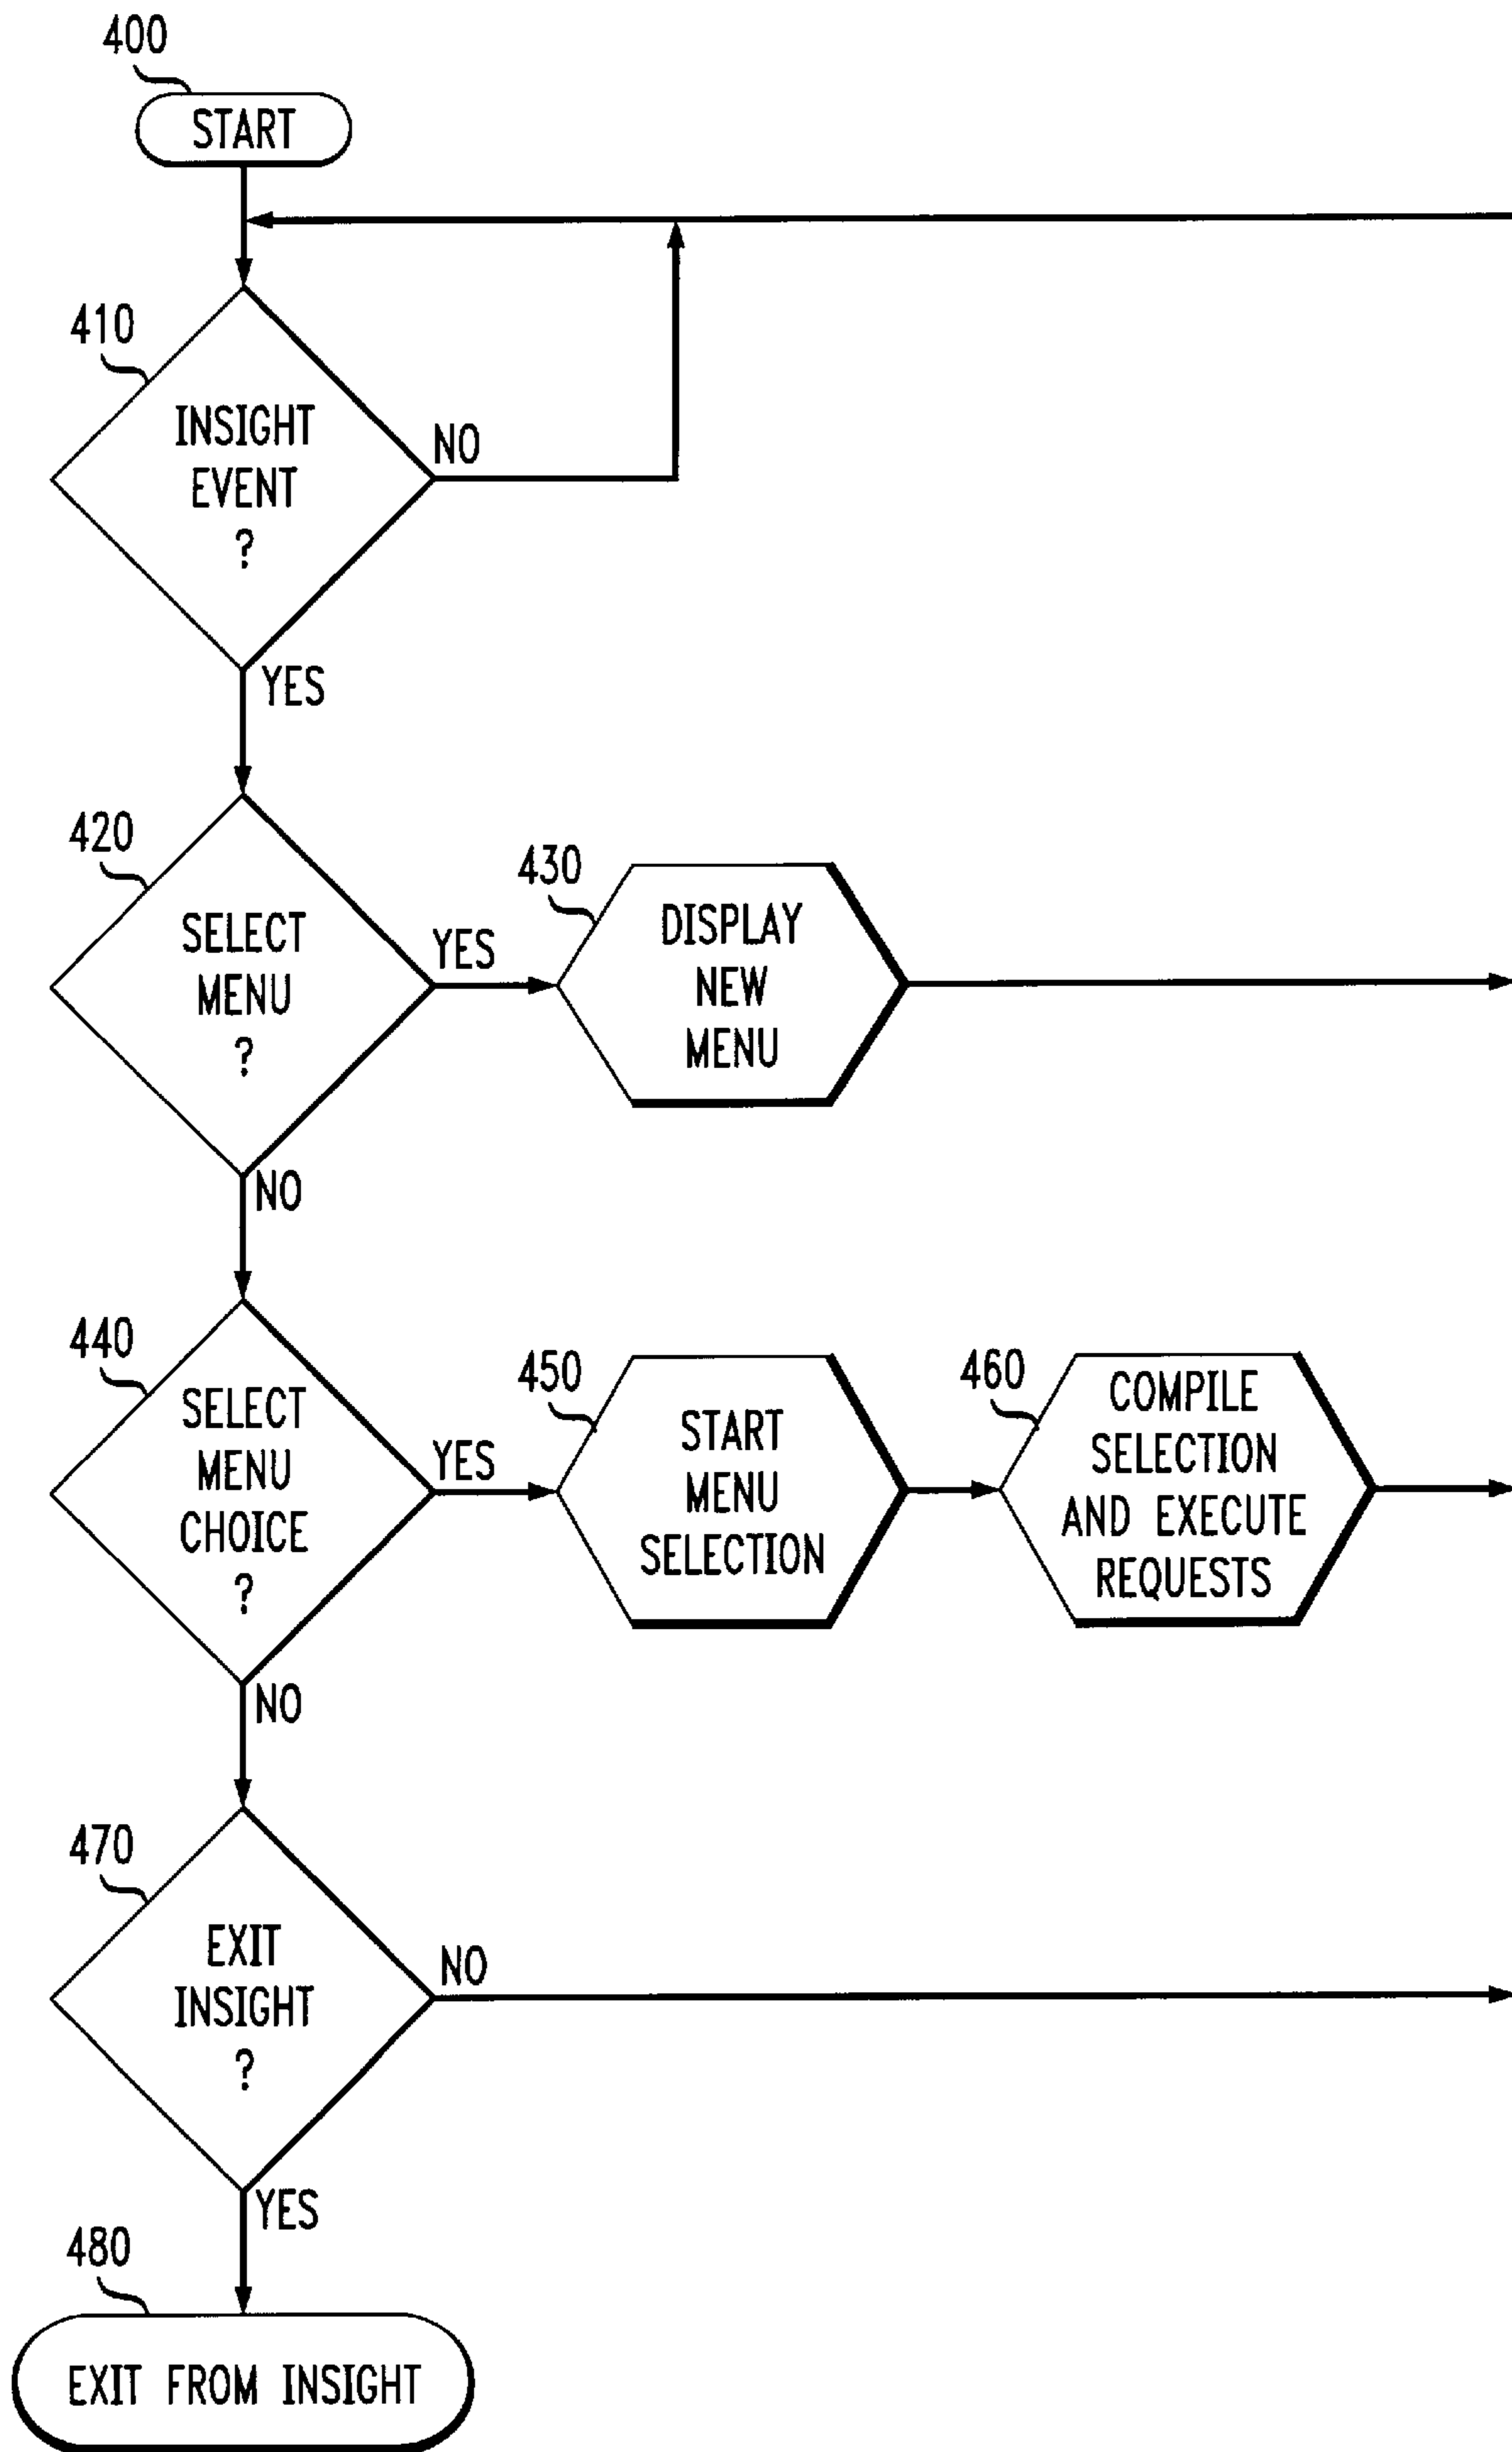 400
START
410
INSIGHT
EVENT
?
NO
YES
420
SELECT
MENU
?
YES
430
DISPLAY
NEW
MENU
NO
440
SELECT
MENU
CHOICE
?
YES
450
START
MENU
SELECTION
460
COMPILE
SELECTION
AND EXECUTE
REQUESTS
NO
470
EXIT
INSIGHT
?
NO
YES
480
EXIT FROM INSIGHT